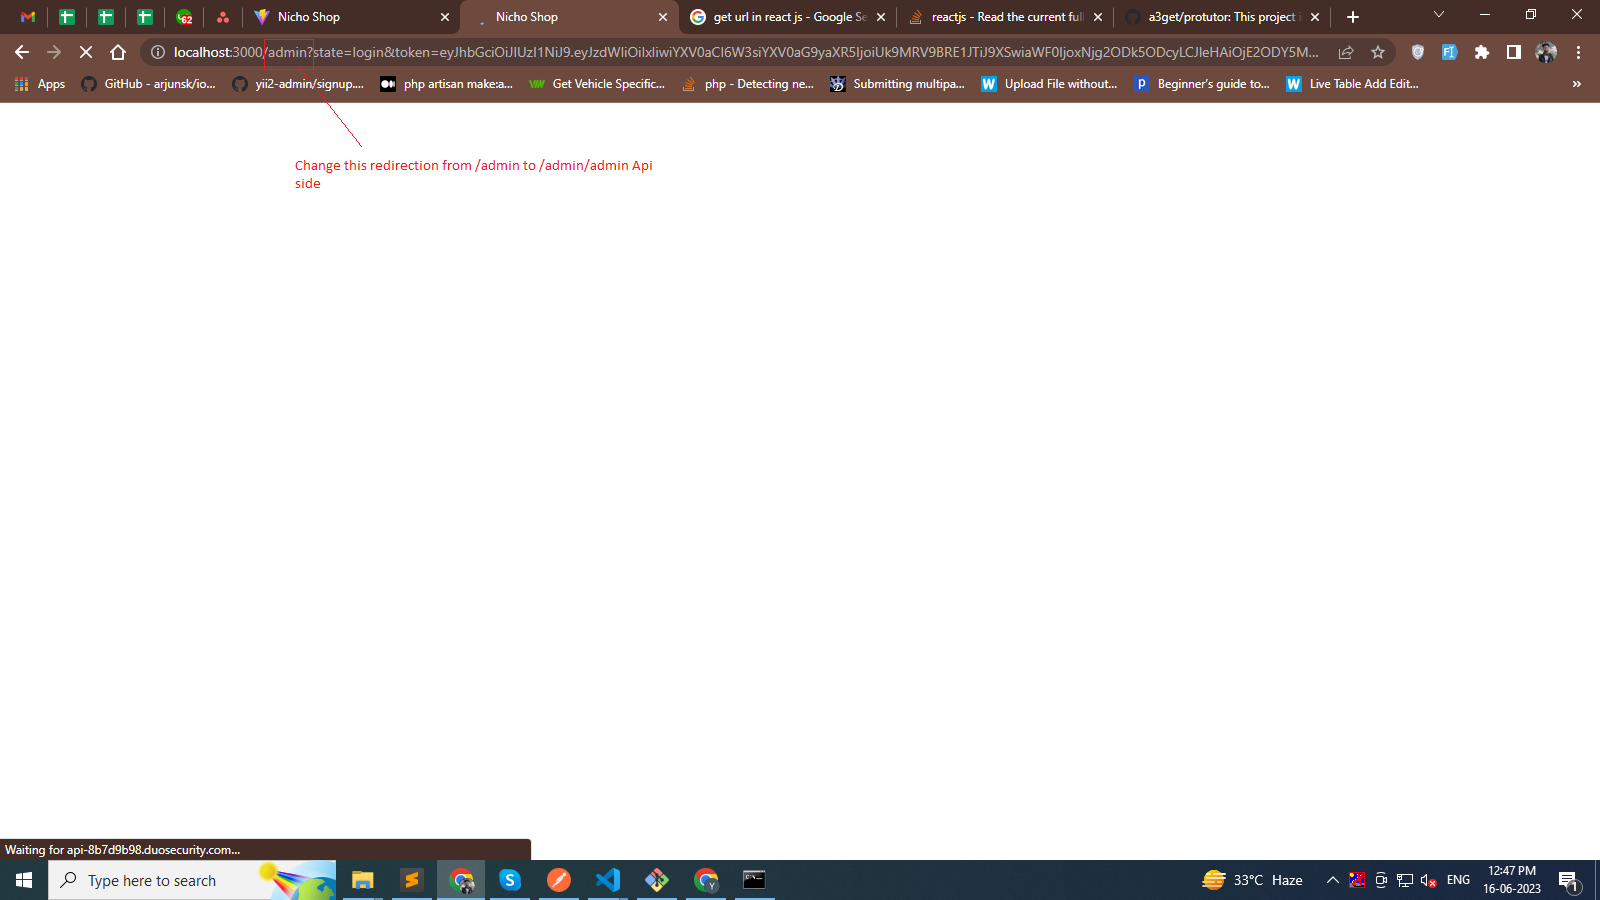 62
Nicho Shop
Nicho Shop
get url in react js - Google Se
reactjs - Read the current full
a3get/protutor: This project i
localhost:3000/admin?state=login&token=
Apps
GitHub - arjunsk/io...
yii2-admin/signup....
php artisan make:a...
Get Vehicle Specific...
php - Detecting ne...
Submitting multipa...
Upload File without...
Beginner's guide to...
Live Table Add Edit...
»
Change this redirection from /admin to /admin/admin Api
side
Waiting for api-8b7d9b98.duosecurity.com...
Type here to search
33°C Haze
ENG
12:47 PM
16-06-2023
1